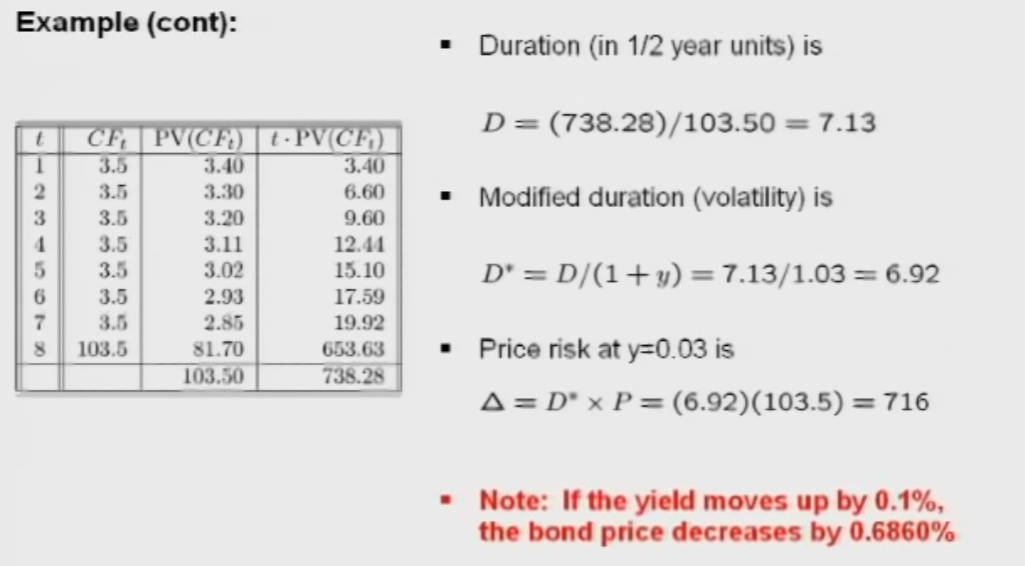 Example (cont):
t CF_t PV(CF_t) t · PV(CF_t)
1 3.5 3.40 3.40
2 3.5 3.30 6.60
3 3.5 3.20 9.60
4 3.5 3.11 12.44
5 3.5 3.02 15.10
6 3.5 2.93 17.59
7 3.5 2.85 19.92
8 103.5 81.70 653.63
103.50 738.28
▪ Duration (in 1/2 year units) is
D = (738.28)/103.50 = 7.13
▪ Modified duration (volatility) is
D* = D/(1 + y) = 7.13/1.03 = 6.92
▪ Price risk at y=0.03 is
Δ = D* × P = (6.92)(103.5) = 716
▪ Note: If the yield moves up by 0.1%,
the bond price decreases by 0.6860%